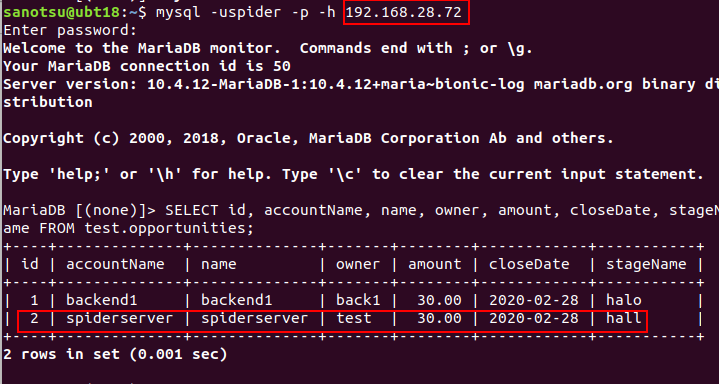 sanotsu@ubt18:~$ mysql -uspider -p -h 192.168.28.72
Enter password:
Welcome to the MariaDB monitor.  Commands end with ; or \g.
Your MariaDB connection id is 50
Server version: 10.4.12-MariaDB-1:10.4.12+maria~bionic-log mariadb.org binary di
stribution

Copyright (c) 2000, 2018, Oracle, MariaDB Corporation Ab and others.

Type 'help;' or '\h' for help. Type '\c' to clear the current input statement.

MariaDB [(none)]> SELECT id, accountName, name, owner, amount, closeDate, stageN
ame FROM test.opportunities;
+----+--------------+--------------+-------+--------+------------+-----------+
| id | accountName  | name         | owner | amount | closeDate  | stageName |
+----+--------------+--------------+-------+--------+------------+-----------+
|  1 | backend1     | backend1     | back1 |  30.00 | 2020-02-28 | halo      |
|  2 | spiderserver | spiderserver | test  |  30.00 | 2020-02-28 | hall      |
+----+--------------+--------------+-------+--------+------------+-----------+
2 rows in set (0.001 sec)